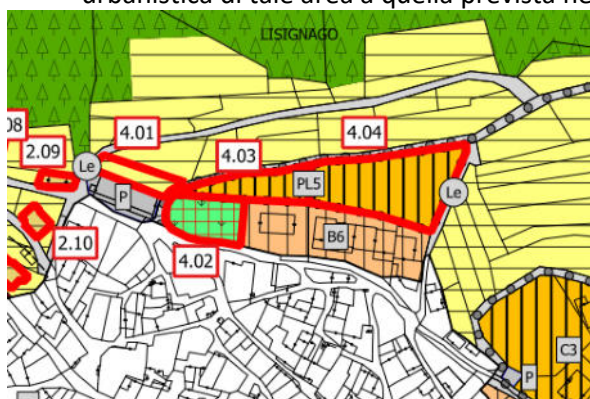 urbanistica di tale area a quella prevista ne
LISIGNAGO
08
2.09
4.01
4.03
4.04
Le
P
PL5
Le
2.10
4.02
B6
C3
P